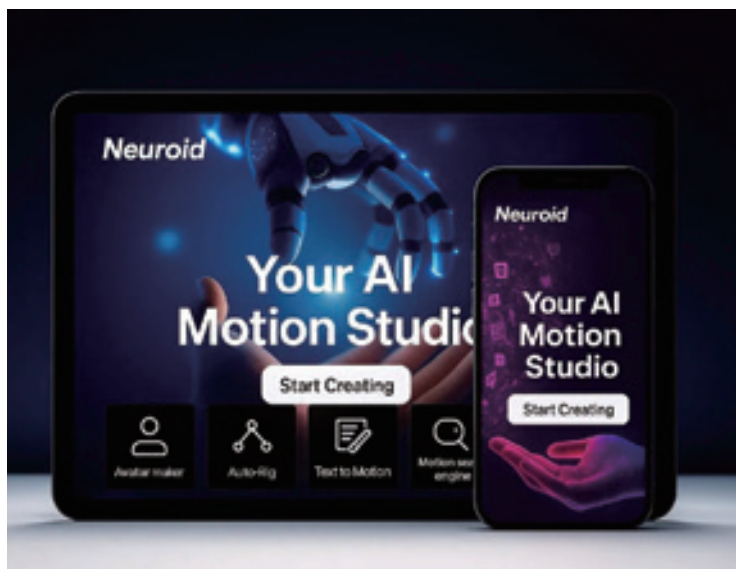 Neuroid
Your AI
Motion Studio
Start Creating
Avatar maker
Auto-Rig
Text to Motion
Motion
engine
Neuroid
Your AI
Motion
Studio
Start Creating